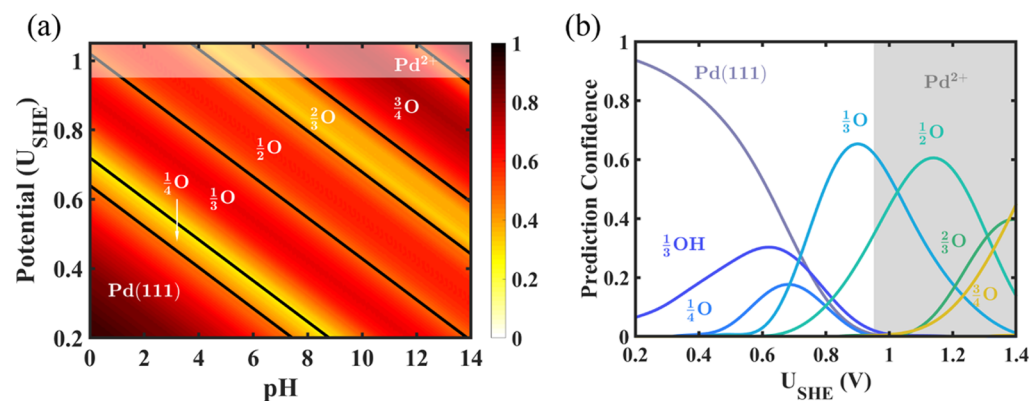 (a)
Potential (U_SHE)
1
0.8
0.6
0.4
0.2
Pd²⁺
¾O
⅔O
½O
¼O
⅓O
Pd(111)
0 2 4 6 8 10 12 14
pH
1
0.8
0.6
0.4
0.2
0
(b)
Prediction Confidence
1
0.8
0.6
0.4
0.2
0
Pd(111)
Pd²⁺
⅓O
½O
⅓OH
⅔O
¼O
¾O
0.2 0.4 0.6 0.8 1 1.2 1.4
U_SHE (V)